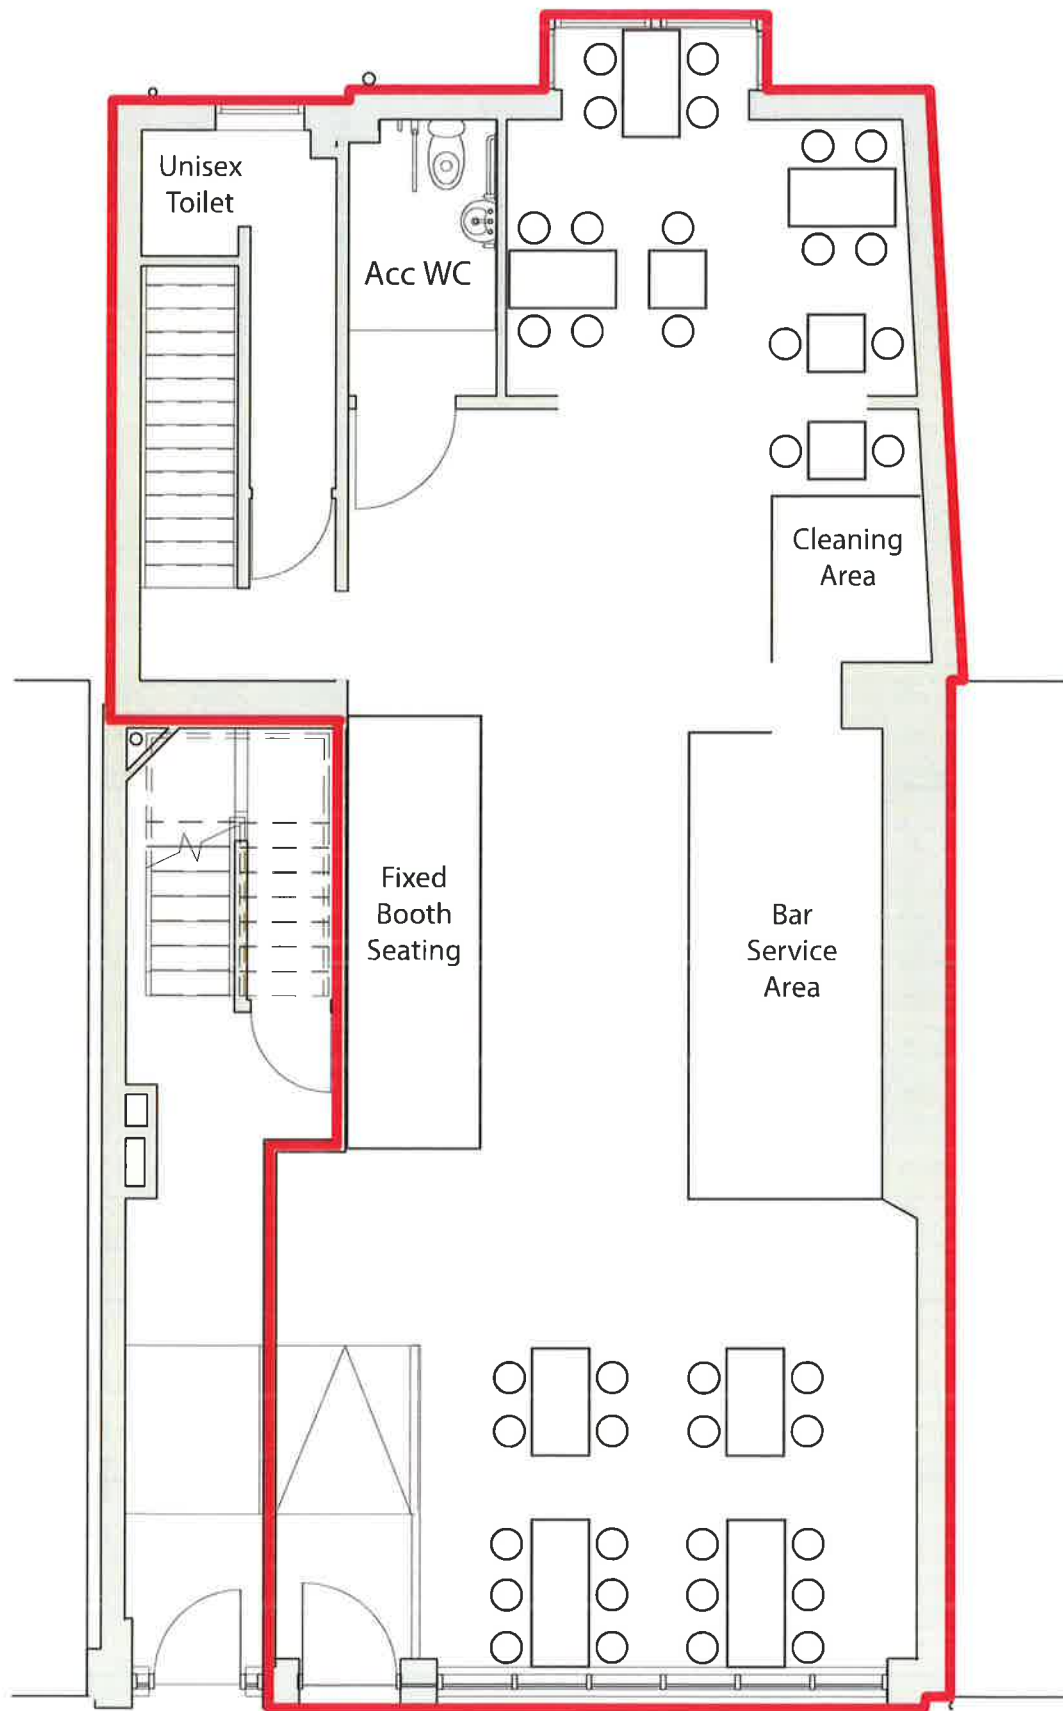 Unisex
Toilet
Acc WC
Cleaning
Area
Fixed
Booth
Seating
Bar
Service
Area